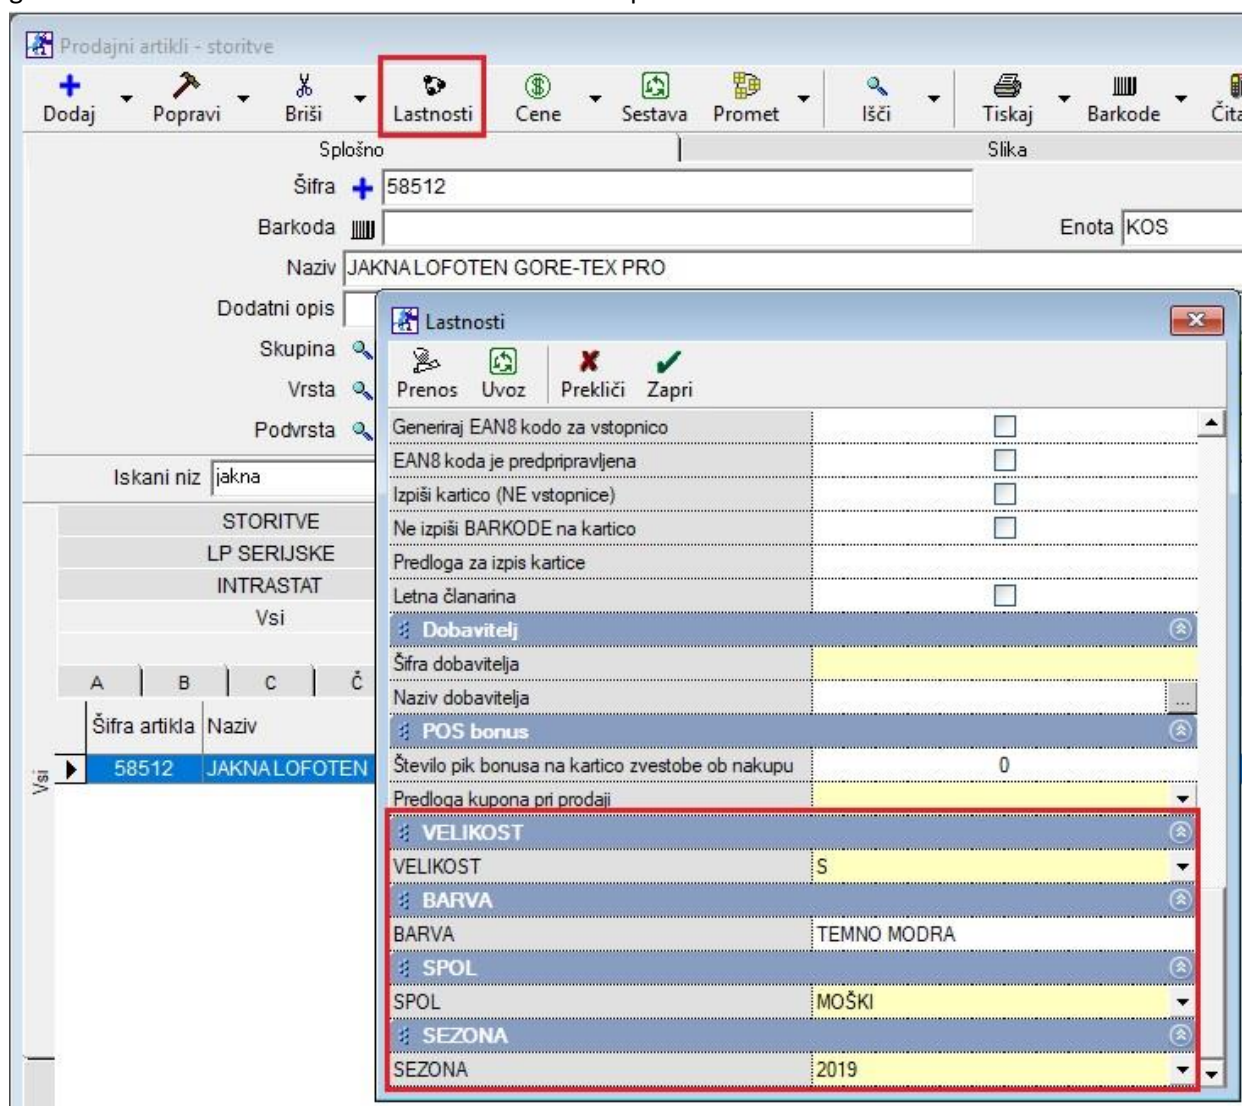 Prodajni artikli - storitve
Dodaj Popravi Briši Lastnosti Cene Sestava Promet Išči Tiskaj Barkode
Splošno Slika
Šifra 58512
Barkoda Enota KOS
Naziv JAKNA LOFOTEN GORE-TEX PRO
Dodatni opis
Skupina
Vrsta
Podvrsta
Iskani niz jakna
STORITVE
LP SERIJSKE
INTRASTAT
Vsi
A B C Č
Šifra artikla Naziv
58512 JAKNA LOFOTEN
Vsi
Lastnosti
Prenos Uvoz Prekliči Zapri
Generiraj EAN8 kodo za vstopnico
EAN8 koda je predpripravljena
Izpiši kartico (NE vstopnice)
Ne izpiši BARKODE na kartico
Predloga za izpis kartice
Letna članarina
Dobavitelj
Šifra dobavitelja
Naziv dobavitelja ...
POS bonus
Število pik bonusa na kartico zvestobe ob nakupu 0
Predloga kupona pri prodaji
VELIKOST
VELIKOST S
BARVA
BARVA TEMNO MODRA
SPOL
SPOL MOŠKI
SEZONA
SEZONA 2019